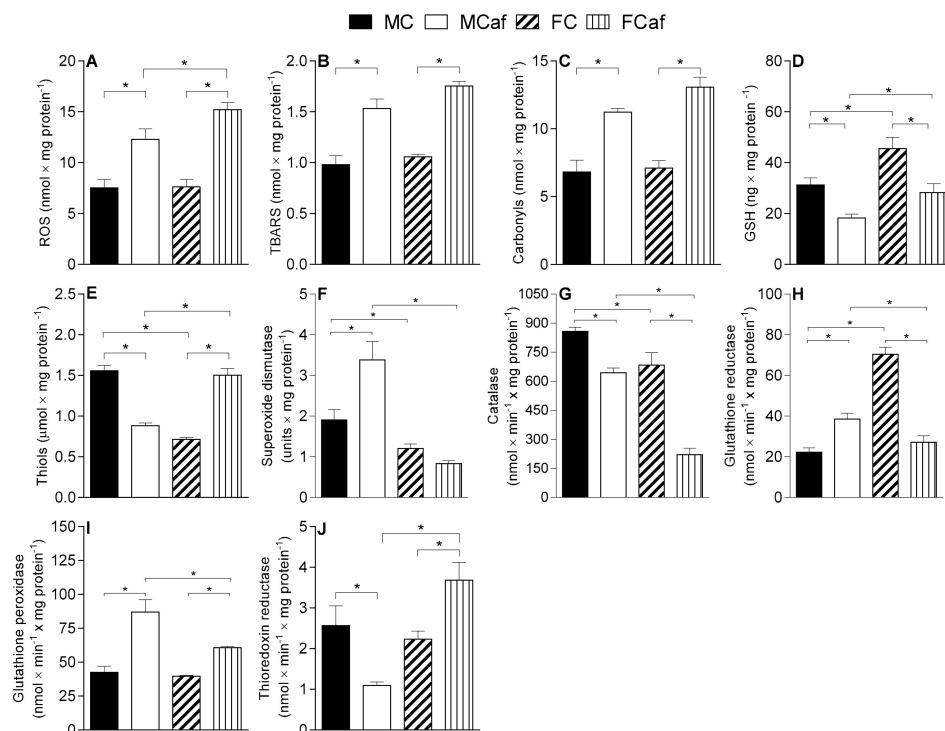 MC MCaf FC FCaf
A
ROS (nmol × mg protein⁻¹)
20
15
10
5
0
* * *
B
TBARS (nmol × mg protein⁻¹)
2.0
1.5
1.0
0.5
0.0
* *
C
Carbonyls (nmol × mg protein⁻¹)
15
10
5
0
* *
D
GSH (ng × mg protein ⁻¹)
80
60
40
20
0
* * * *
E
Thiols (µmol × mg protein ⁻¹)
2.5
2.0
1.5
1.0
0.5
0.0
* * * *
F
Superoxide dismutase
(units × mg protein⁻¹)
5
4
3
2
1
0
* * *
G
Catalase
(nmol × min⁻¹ x mg protein⁻¹)
1050
900
750
600
450
300
150
0
* * * *
H
Glutathione reductase
(nmol × min⁻¹ x mg protein⁻¹)
100
80
60
40
20
0
* * * *
I
Glutathione peroxidase
(nmol × min⁻¹ x mg protein⁻¹)
150
125
100
75
50
25
0
* * *
J
Thioredoxin reductase
(nmol × min⁻¹ × mg protein⁻¹)
5
4
3
2
1
0
* * *